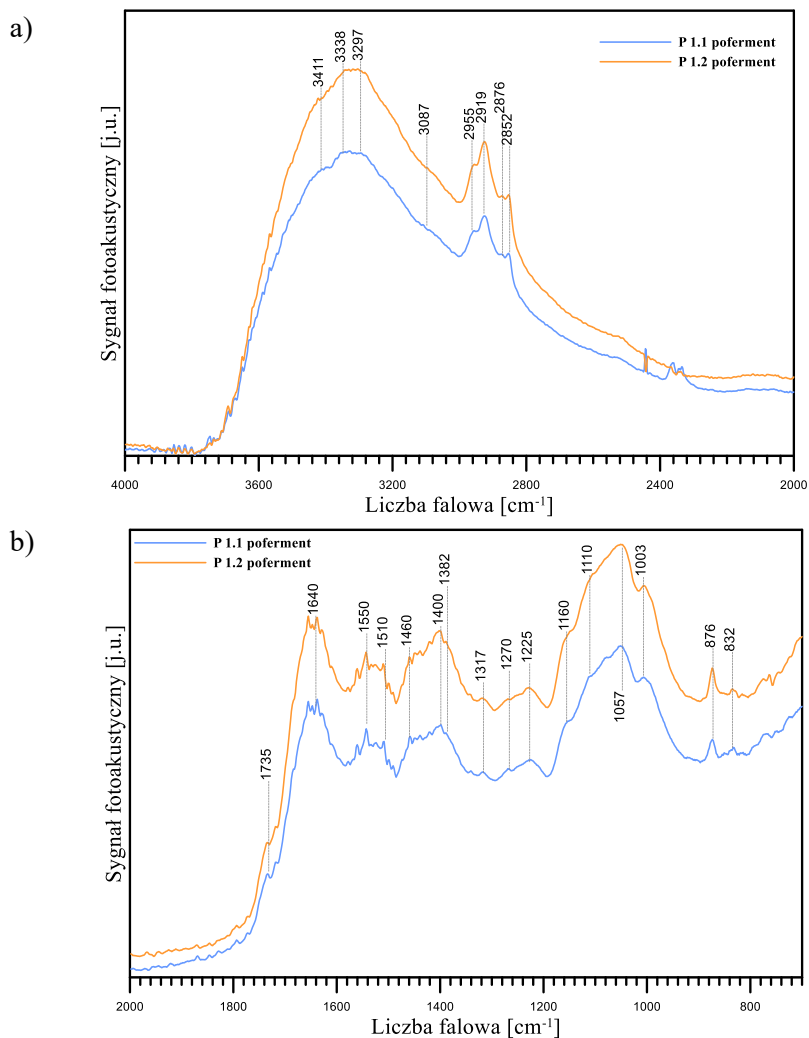 a)
P 1.1 poferment
P 1.2 poferment
3411
3338
3297
3087
2955
2919
2876
2852
Sygnał fotoakustyczny [j.u.]
4000 3600 3200 2800 2400 2000
Liczba falowa [cm-1]
b)
P 1.1 poferment
P 1.2 poferment
1735
1640
1550
1510
1460
1400
1382
1317
1270
1225
1160
1110
1057
1003
876
832
Sygnał fotoakustyczny [j.u.]
2000 1800 1600 1400 1200 1000 800
Liczba falowa [cm-1]